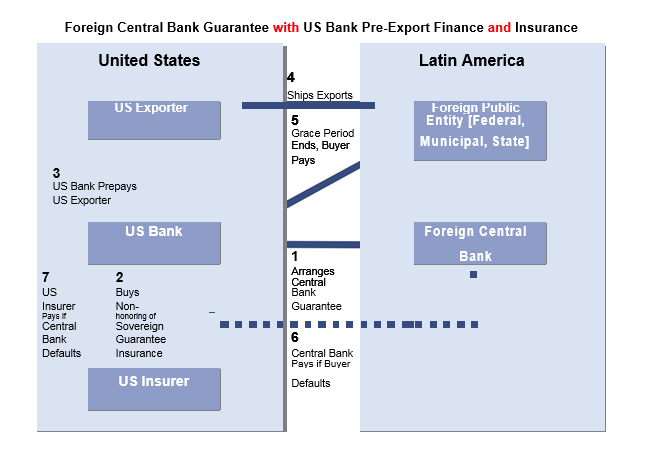 Foreign Central Bank Guarantee with US Bank Pre-Export Finance and Insurance
United States
Latin America
4
Ships Exports
US Exporter
Foreign Public
Entity [Federal,
Municipal, State]
5
Grace Period
Ends, Buyer
Pays
3
US Bank Prepays
US Exporter
US Bank
Foreign Central
Bank
1
Arranges
Central
Bank
Guarantee
7
US
Insurer
Pays if
Central
Bank
Defaults
2
Buys
Non-
honoring of
Sovereign
Guarantee
Insurance
6
Central Bank
Pays if Buyer
Defaults
US Insurer